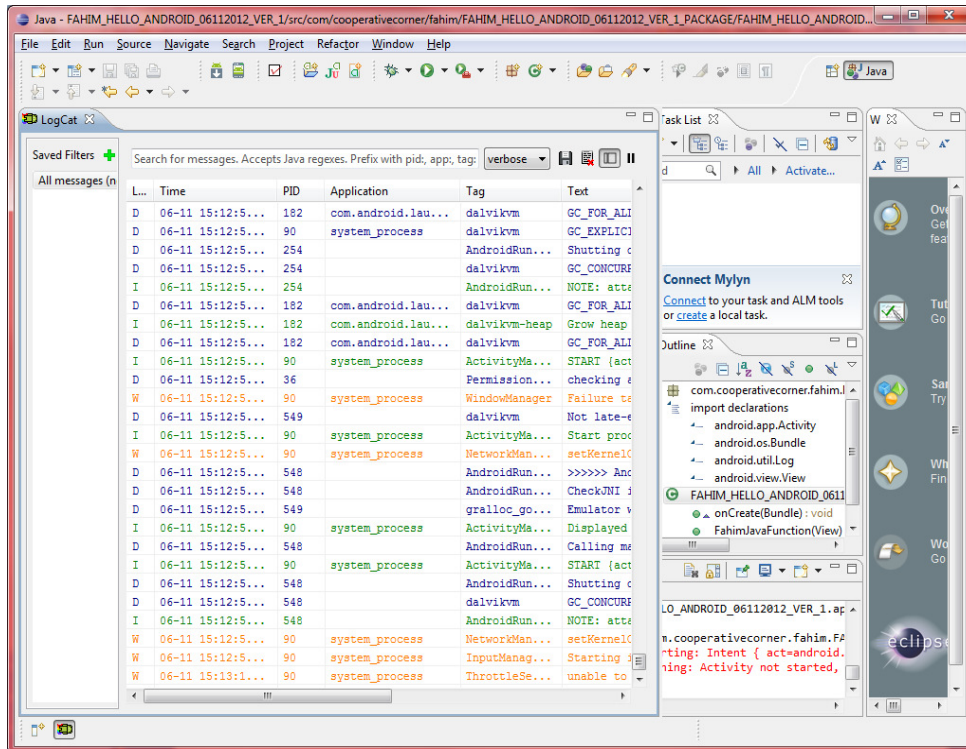 Java - FAHIM_HELLO_ANDROID_06112012_VER_1/src/com/cooperativecorner/fahim/FAHIM_HELLO_ANDROID_06112012_VER_1_PACKAGE/FAHIM_HELLO_ANDROID...
File Edit Run Source Navigate Search Project Refactor Window Help
Java
LogCat
Saved Filters
All messages (n
Search for messages. Accepts Java regexes. Prefix with pid:, app:, tag: verbose
L... Time PID Application Tag Text
D 06-11 15:12:5... 182 com.android.lau... dalvikvm GC_FOR_ALI
D 06-11 15:12:5... 90 system_process dalvikvm GC_EXPLICI
D 06-11 15:12:5... 254 AndroidRun... Shutting d
D 06-11 15:12:5... 254 dalvikvm GC_CONCURR
I 06-11 15:12:5... 254 AndroidRun... NOTE: atta
D 06-11 15:12:5... 182 com.android.lau... dalvikvm GC_FOR_ALI
I 06-11 15:12:5... 182 com.android.lau... dalvikvm-heap Grow heap
D 06-11 15:12:5... 182 com.android.lau... dalvikvm GC_FOR_ALI
I 06-11 15:12:5... 90 system_process ActivityMa... START {act
D 06-11 15:12:5... 36 Permission... checking a
W 06-11 15:12:5... 90 system_process WindowManager Failure ta
D 06-11 15:12:5... 549 dalvikvm Not late-e
I 06-11 15:12:5... 90 system_process ActivityMa... Start proc
W 06-11 15:12:5... 90 system_process NetworkMan... setKernelC
D 06-11 15:12:5... 548 AndroidRun... >>>>>> And
D 06-11 15:12:5... 548 AndroidRun... CheckJNI i
D 06-11 15:12:5... 549 gralloc_go... Emulator w
I 06-11 15:12:5... 90 system_process ActivityMa... Displayed
D 06-11 15:12:5... 548 AndroidRun... Calling ma
I 06-11 15:12:5... 90 system_process ActivityMa... START {act
D 06-11 15:12:5... 548 AndroidRun... Shutting d
D 06-11 15:12:5... 548 dalvikvm GC_CONCURR
I 06-11 15:12:5... 548 AndroidRun... NOTE: atta
W 06-11 15:12:5... 90 system_process NetworkMan... setKernelC
W 06-11 15:12:5... 90 system_process InputManag... Starting i
W 06-11 15:13:1... 90 system_process ThrottleSe... unable to
Task List
d All Activate...
Connect Mylyn
Connect to your task and ALM tools
or create a local task.
Outline
com.cooperativecorner.fahim.
import declarations
android.app.Activity
android.os.Bundle
android.util.Log
android.view.View
FAHIM_HELLO_ANDROID_0611
onCreate(Bundle) : void
FahimJavaFunction(View)
LO_ANDROID_06112012_VER_1.ap
m.cooperativecorner.fahim.FA
rting: Intent { act=android.
ning: Activity not started,
W
Ove
Get
fea
Tut
Go
Sar
Try
Wh
Fin
Wo
Go
eclips